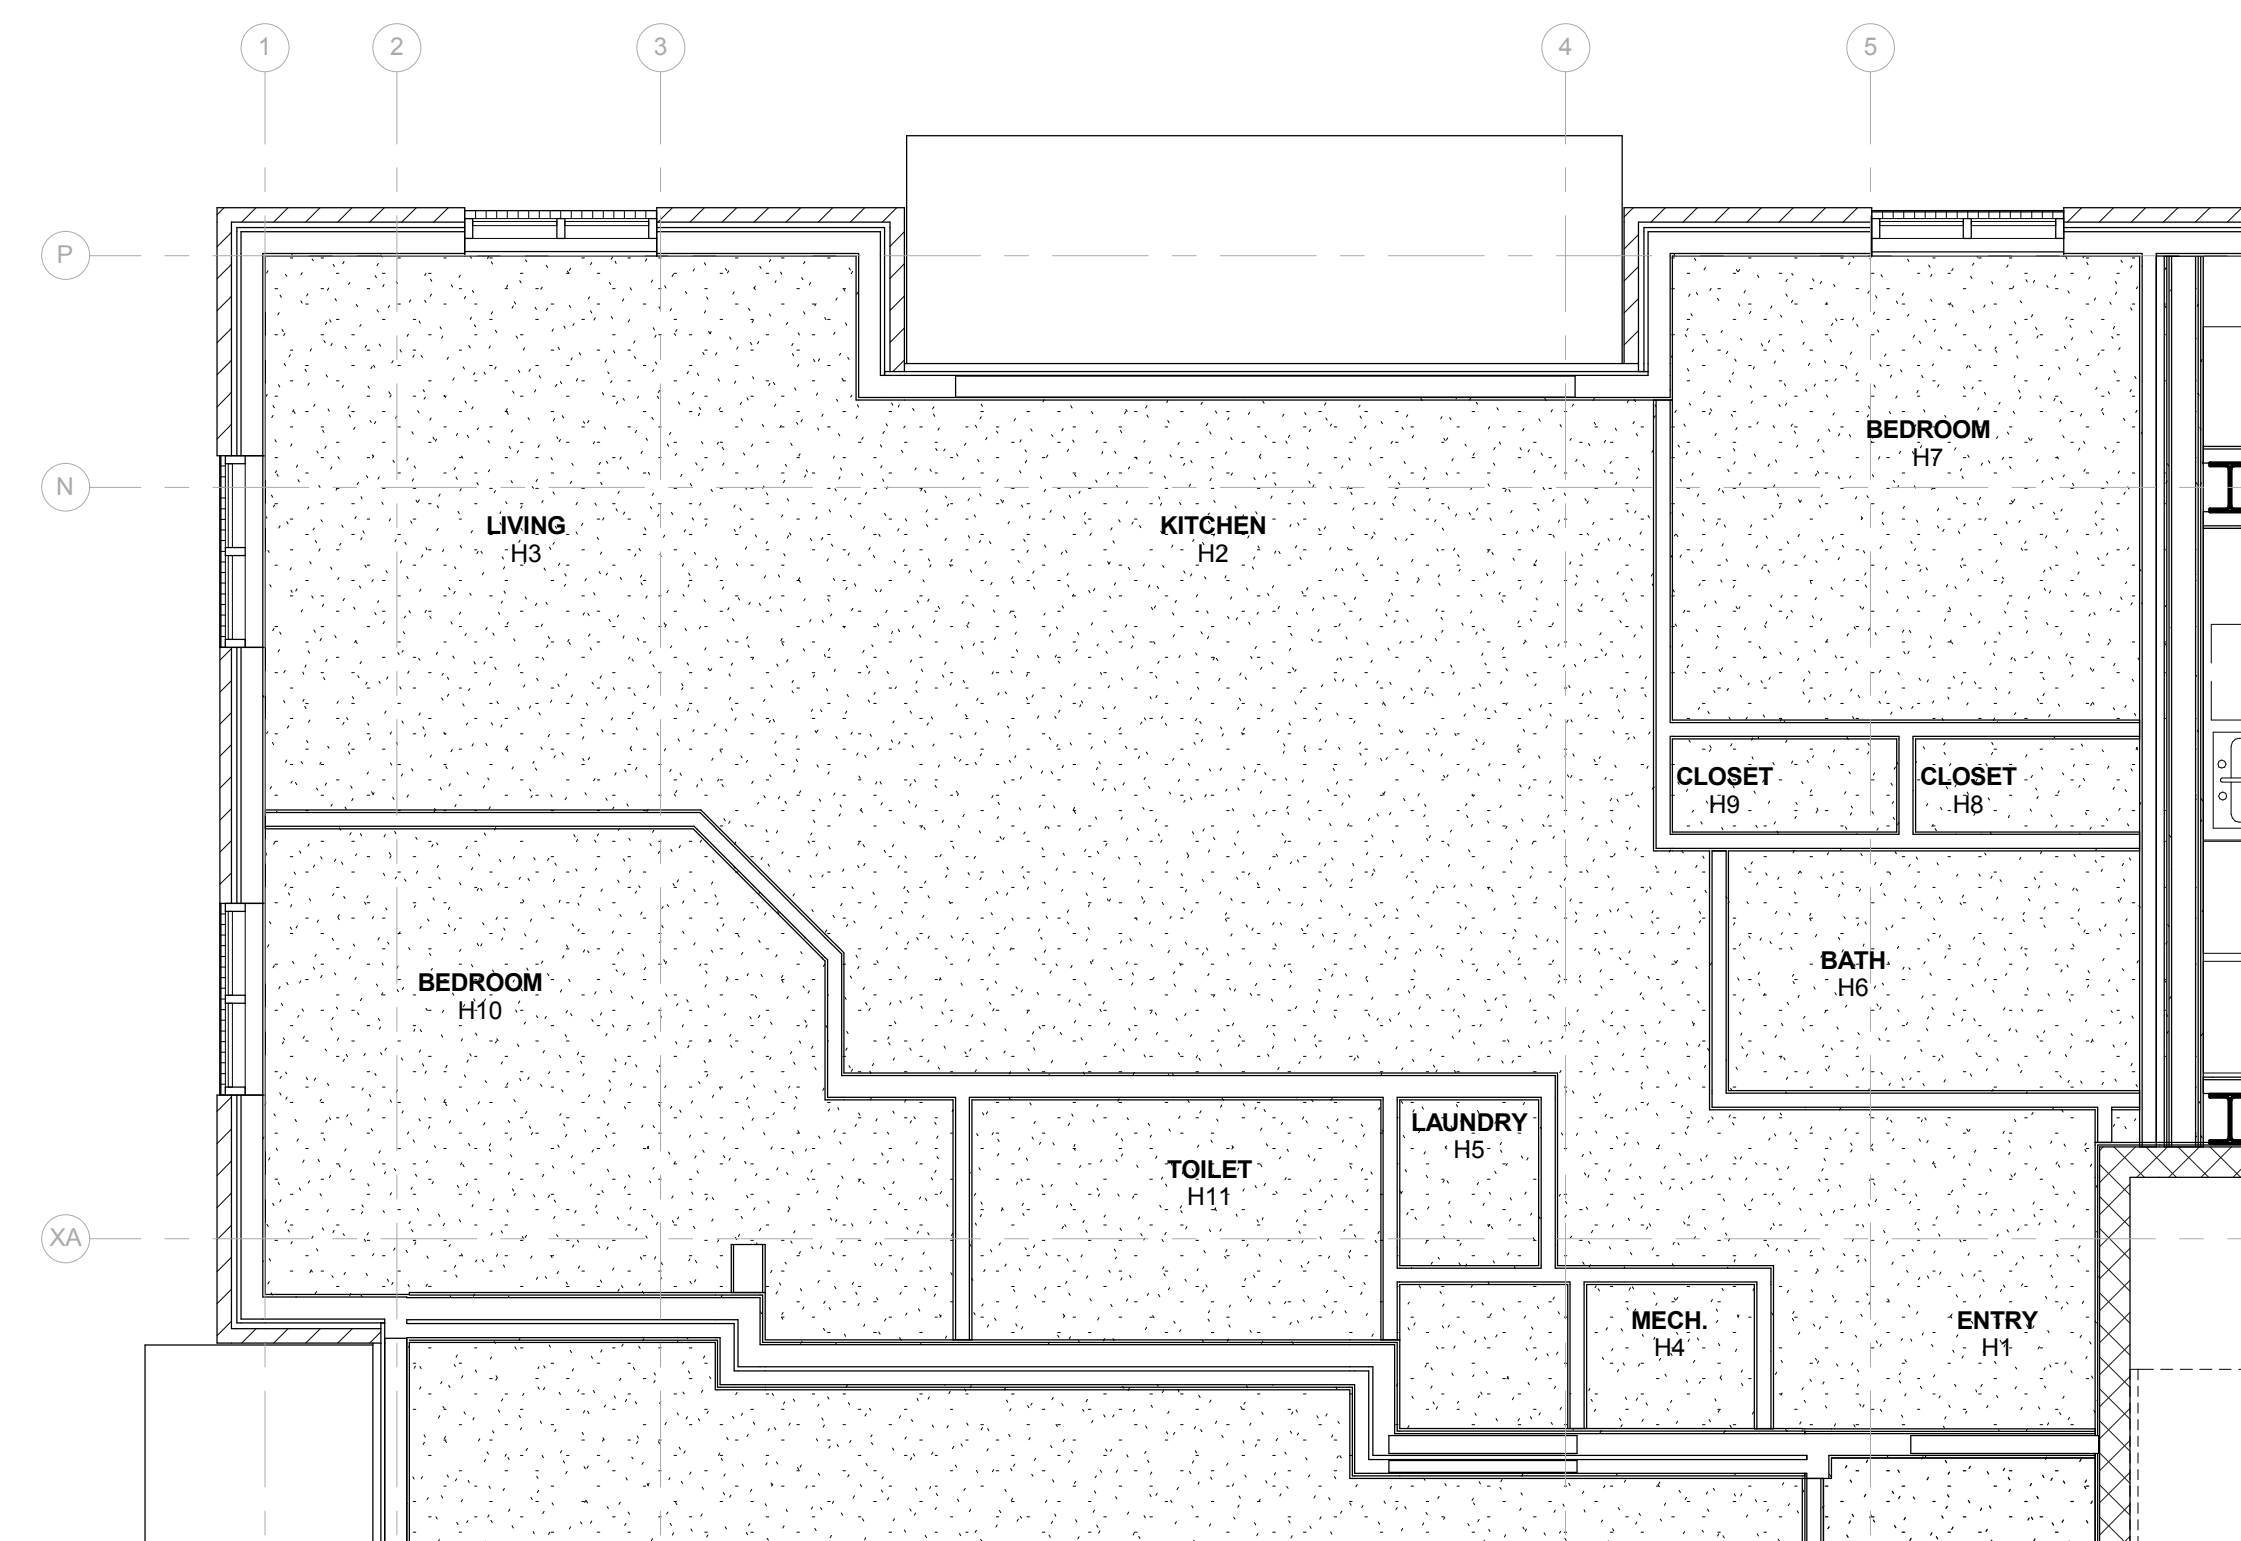 1 2 3 4 5
P
BEDROOM
H7
N
LIVING
H3
KITCHEN
H2
CLOSET
H9
CLOSET
H8
BEDROOM
H10
BATH
H6
LAUNDRY
H5
TOILET
H11
XA
MECH.
H4
ENTRY
H1